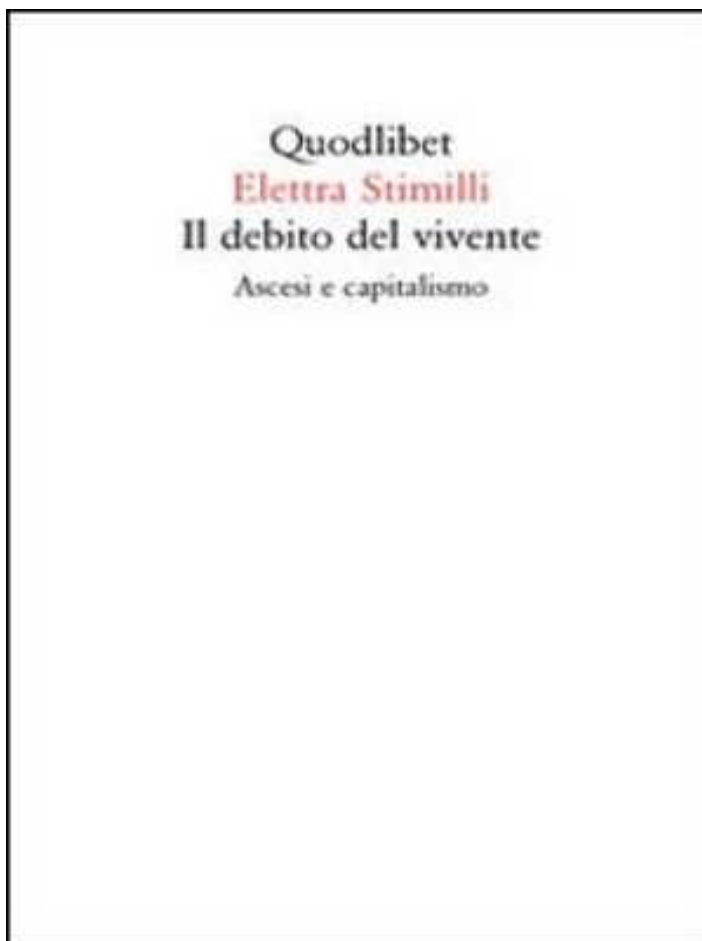 Quodlibet
Elettra Stimilli
Il debito del vivente
Ascesi e capitalismo